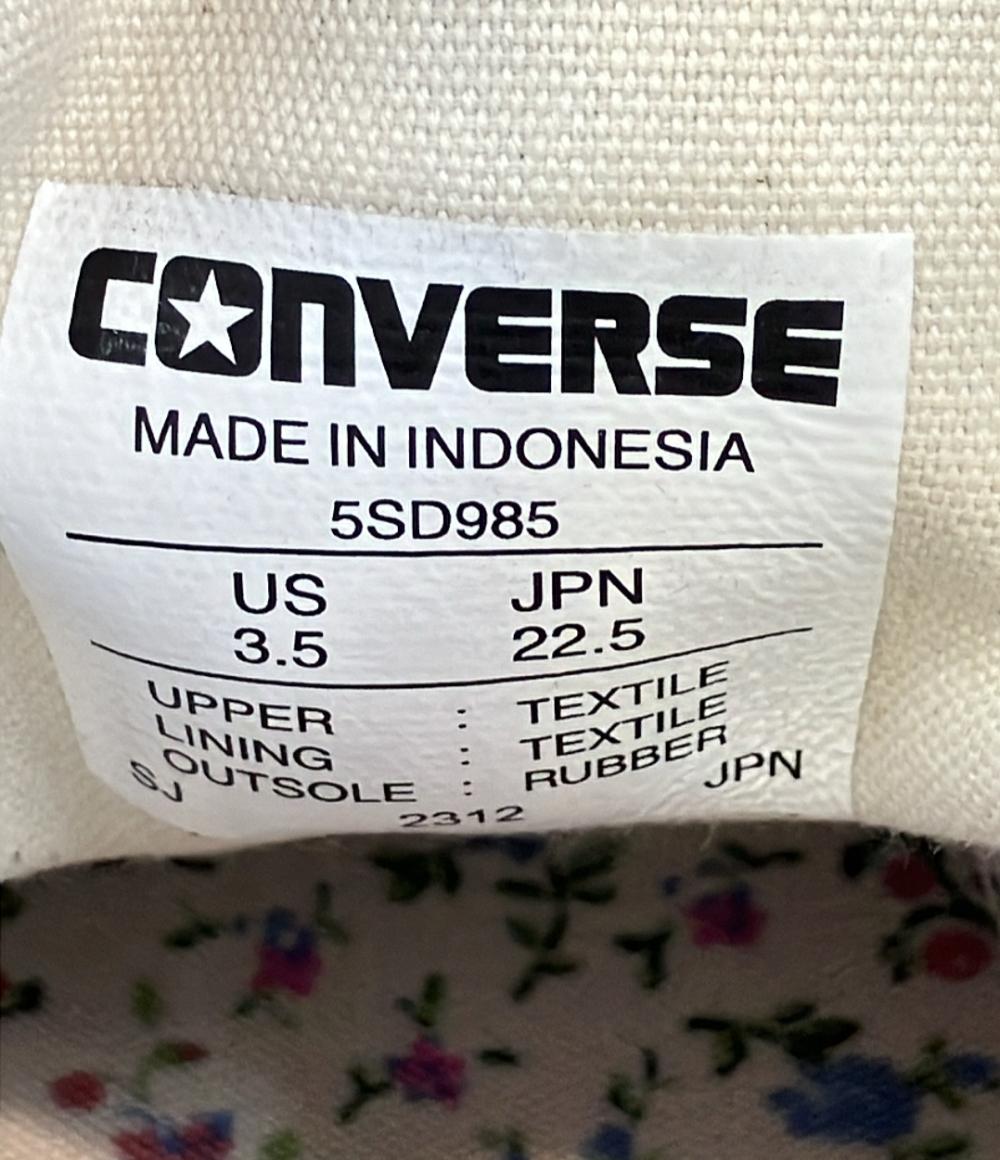 CONVERSE
MADE IN INDONESIA
5SD985
US JPN
3.5 22.5
UPPER : TEXTILE
LINING : TEXTILE
OUTSOLE : RUBBER
SJ JPN
2312